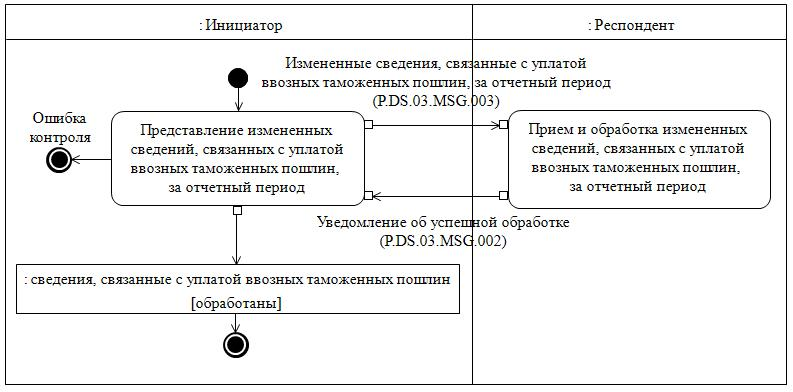 : Инициатор
: Респондент
Измененные сведения, связанные с уплатой
ввозных таможенных пошлин, за отчетный период
(P.DS.03.MSG.003)
Ошибка
контроля
Представление измененных
сведений, связанных с уплатой
ввозных таможенных пошлин,
за отчетный период
Прием и обработка измененных
сведений, связанных с уплатой
ввозных таможенных пошлин,
за отчетный период
Уведомление об успешной обработке
(P.DS.03.MSG.002)
: сведения, связанные с уплатой ввозных таможенных пошлин
[обработаны]